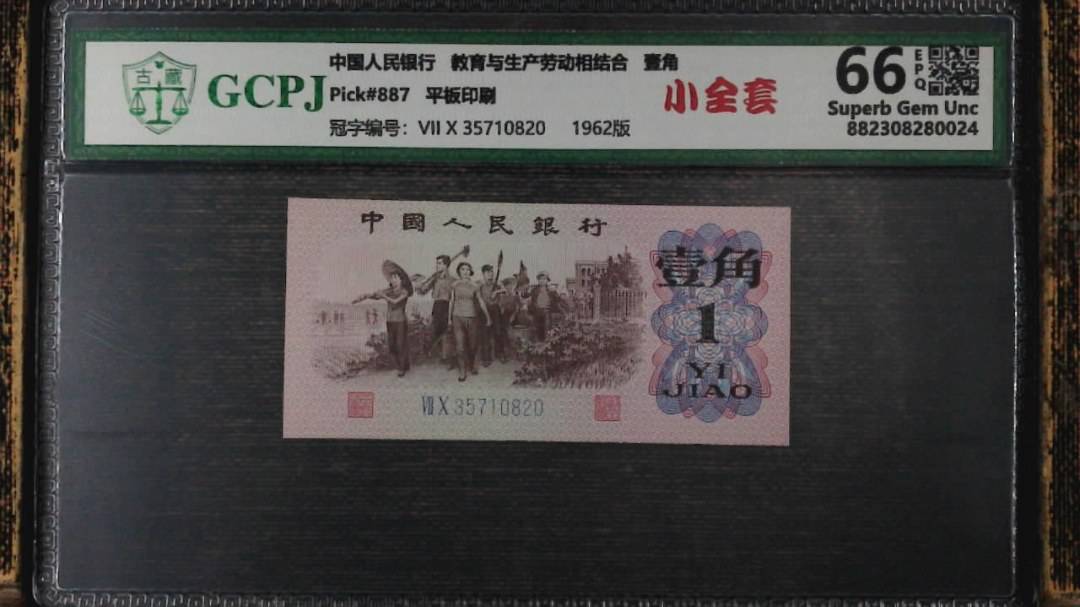 古藏
GCPJ
中国人民银行 教育与生产劳动相结合 壹角
Pick#887 平板印刷
冠字编号：VII X 35710820 1962版
小全套
66
EPQ
Superb Gem Unc
882308280024
中國人民銀行
壹角
1
YI
JIAO
Ⅶ X 35710820